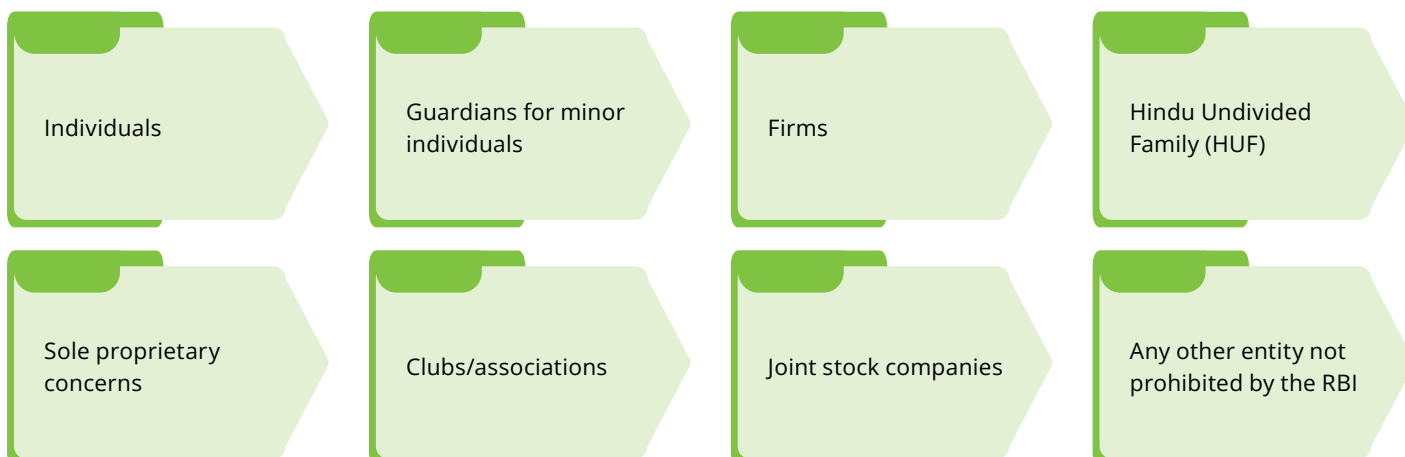 Individuals
Guardians for minor
individuals
Firms
Hindu Undivided
Family (HUF)
Sole proprietary
concerns
Clubs/associations
Joint stock companies
Any other entity not
prohibited by the RBI